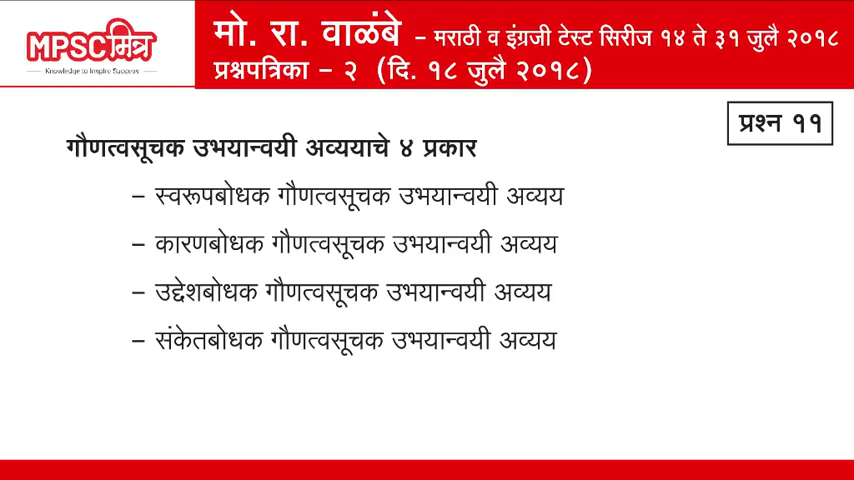 MPSCमित्र
Knowledge to Inspire Success
मो. रा. वाळंबे – मराठी व इंग्रजी टेस्ट सिरीज १४ ते ३१ जुलै २०१८
प्रश्नपत्रिका – २ (दि. १८ जुलै २०१८)
प्रश्न ११
गौणत्वसूचक उभयान्वयी अव्ययाचे ४ प्रकार
– स्वरूपबोधक गौणत्वसूचक उभयान्वयी अव्यय
– कारणबोधक गौणत्वसूचक उभयान्वयी अव्यय
– उद्देशबोधक गौणत्वसूचक उभयान्वयी अव्यय
– संकेतबोधक गौणत्वसूचक उभयान्वयी अव्यय